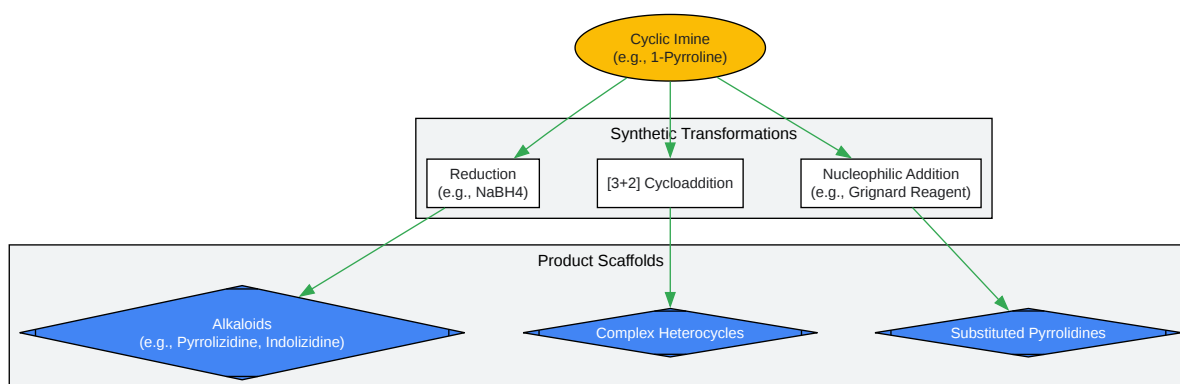 Cyclic Imine
(e.g., 1-Pyrroline)
Synthetic Transformations
Reduction
(e.g., NaBH4)
[3+2] Cycloaddition
Nucleophilic Addition
(e.g., Grignard Reagent)
Product Scaffolds
Alkaloids
(e.g., Pyrrolizidine, Indolizidine)
Complex Heterocycles
Substituted Pyrrolidines